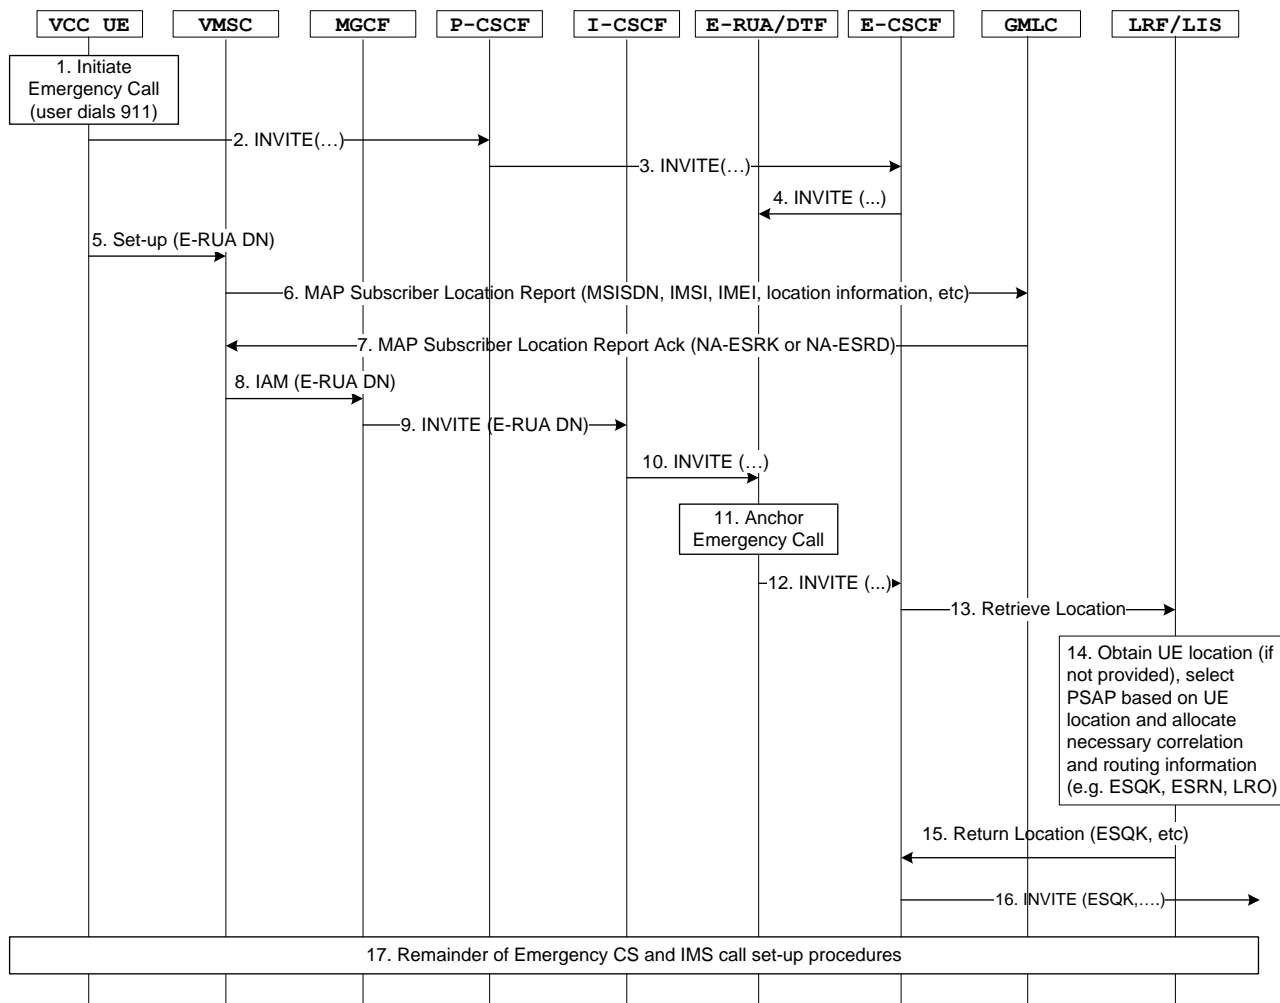 VCC UE
VMSC
MGCF
P-CSCF
I-CSCF
E-RUA/DTF
E-CSCF
GMLC
LRF/LIS
1. Initiate
Emergency Call
(user dials 911)
2. INVITE(…)
3. INVITE(…)
4. INVITE (...)
5. Set-up (E-RUA DN)
6. MAP Subscriber Location Report (MSISDN, IMSI, IMEI, location information, etc)
7. MAP Subscriber Location Report Ack (NA-ESRK or NA-ESRD)
8. IAM (E-RUA DN)
9. INVITE (E-RUA DN)
10. INVITE (…)
11. Anchor
Emergency Call
12. INVITE (...)
13. Retrieve Location
14. Obtain UE location (if
not provided), select
PSAP based on UE
location and allocate
necessary correlation
and routing information
(e.g. ESQK, ESRN, LRO)
15. Return Location (ESQK, etc)
16. INVITE (ESQK,….)
17. Remainder of Emergency CS and IMS call set-up procedures